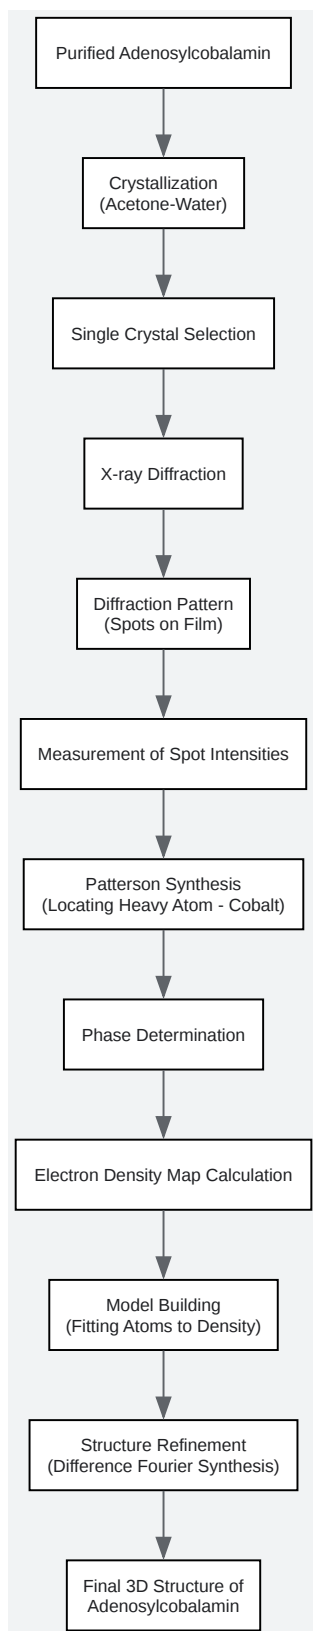 Purified Adenosylcobalamin
Crystallization
(Acetone-Water)
Single Crystal Selection
X-ray Diffraction
Diffraction Pattern
(Spots on Film)
Measurement of Spot Intensities
Patterson Synthesis
(Locating Heavy Atom - Cobalt)
Phase Determination
Electron Density Map Calculation
Model Building
(Fitting Atoms to Density)
Structure Refinement
(Difference Fourier Synthesis)
Final 3D Structure of
Adenosylcobalamin